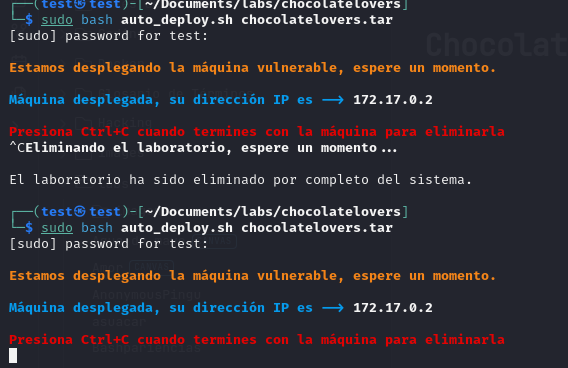 ┌──(test㉿test)-[~/Documents/labs/chocolatelovers]
└─$ sudo bash auto_deploy.sh chocolatelovers.tar
[sudo] password for test:
Chocolat
Estamos desplegando la máquina vulnerable, espere un momento.
Máquina desplegada, su dirección IP es --> 172.17.0.2
Presiona Ctrl+C cuando termines con la máquina para eliminarla
^CEliminando el laboratorio, espere un momento...
El laboratorio ha sido eliminado por completo del sistema.
┌──(test㉿test)-[~/Documents/labs/chocolatelovers]
└─$ sudo bash auto_deploy.sh chocolatelovers.tar
[sudo] password for test:
Estamos desplegando la máquina vulnerable, espere un momento.
Máquina desplegada, su dirección IP es --> 172.17.0.2
Presiona Ctrl+C cuando termines con la máquina para eliminarla